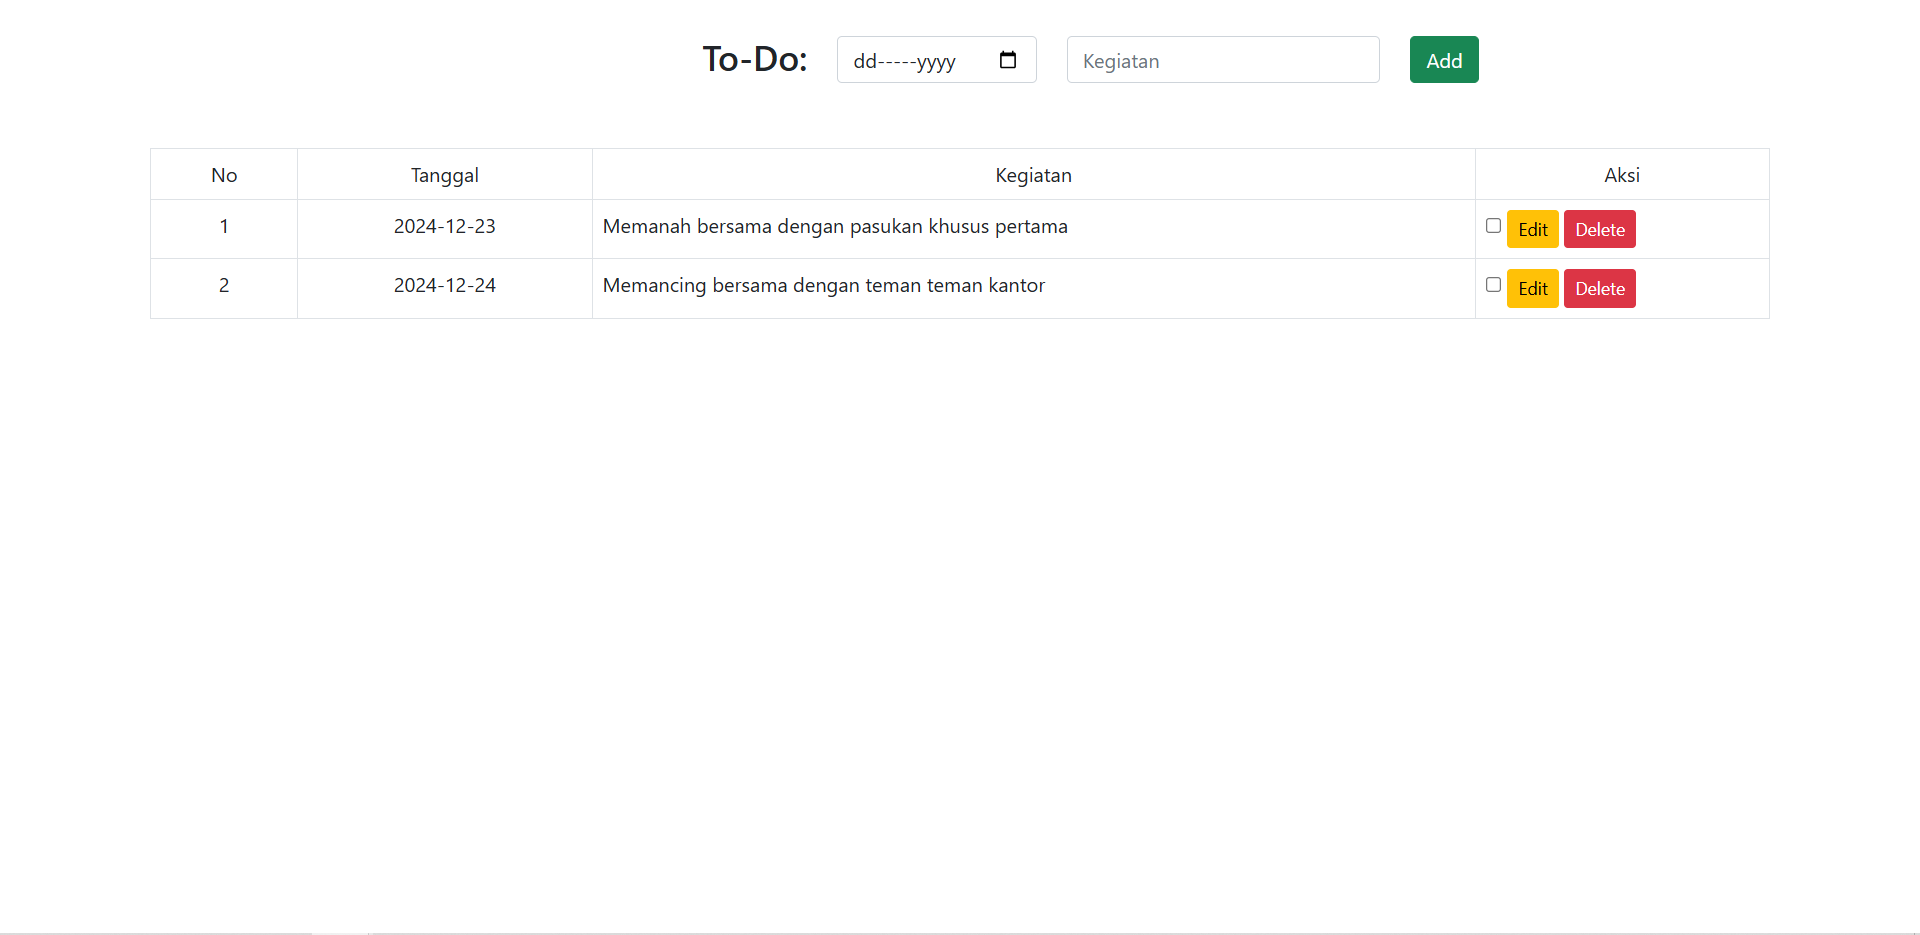 To-Do: dd-----yyyy Kegiatan Add
No Tanggal Kegiatan Aksi
1 2024-12-23 Memanah bersama dengan pasukan khusus pertama Edit Delete
2 2024-12-24 Memancing bersama dengan teman teman kantor Edit Delete